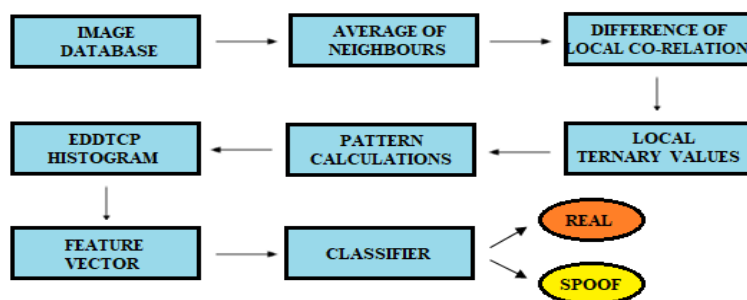 IMAGE
DATABASE
AVERAGE OF
NEIGHBOURS
DIFFERENCE OF
LOCAL CO-RELATION
LOCAL
TERNARY VALUES
PATTERN
CALCULATIONS
EDDTCP
HISTOGRAM
FEATURE
VECTOR
CLASSIFIER
REAL
SPOOF